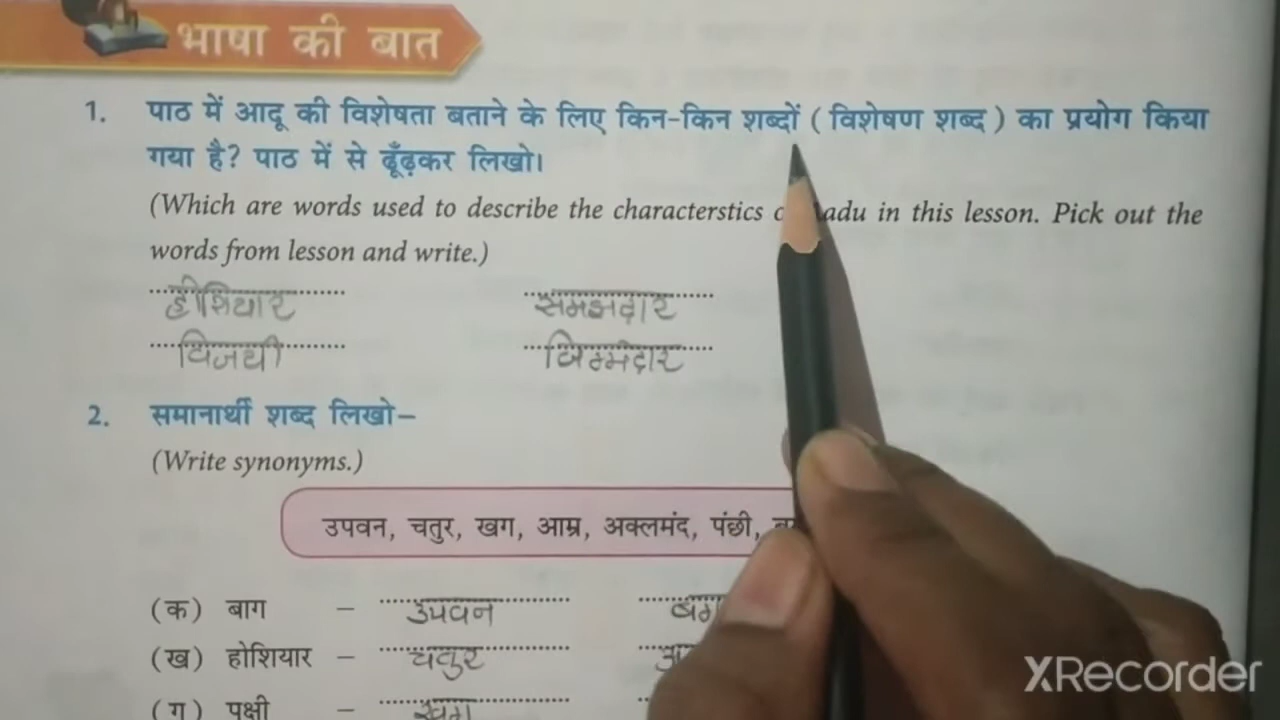 भाषा की बात
1. पाठ में आदू की विशेषता बताने के लिए किन-किन शब्दों (विशेषण शब्द) का प्रयोग किया
गया है? पाठ में से ढूँढ़कर लिखो।
(Which are words used to describe the characterstics adu in this lesson. Pick out the
words from lesson and write.)
होशियार समझदार
विजयी जिम्मेदार
2. समानार्थी शब्द लिखो–
(Write synonyms.)
उपवन, चतुर, खग, आम्र, अक्लमंद, पंछी,
(क) बाग – उपवन
(ख) होशियार – चतुर
(ग) पक्षी – खग
XRecorder